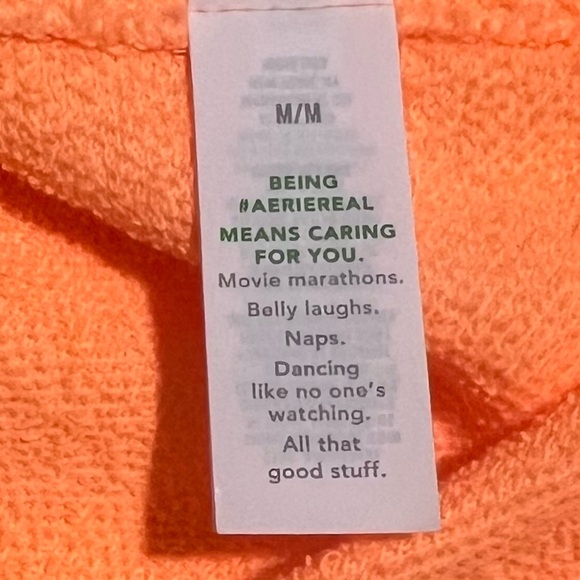 M/M
BEING
#AERIEREAL
MEANS CARING
FOR YOU.
Movie marathons.
Belly laughs.
Naps.
Dancing
like no one's
watching.
All that
good stuff.